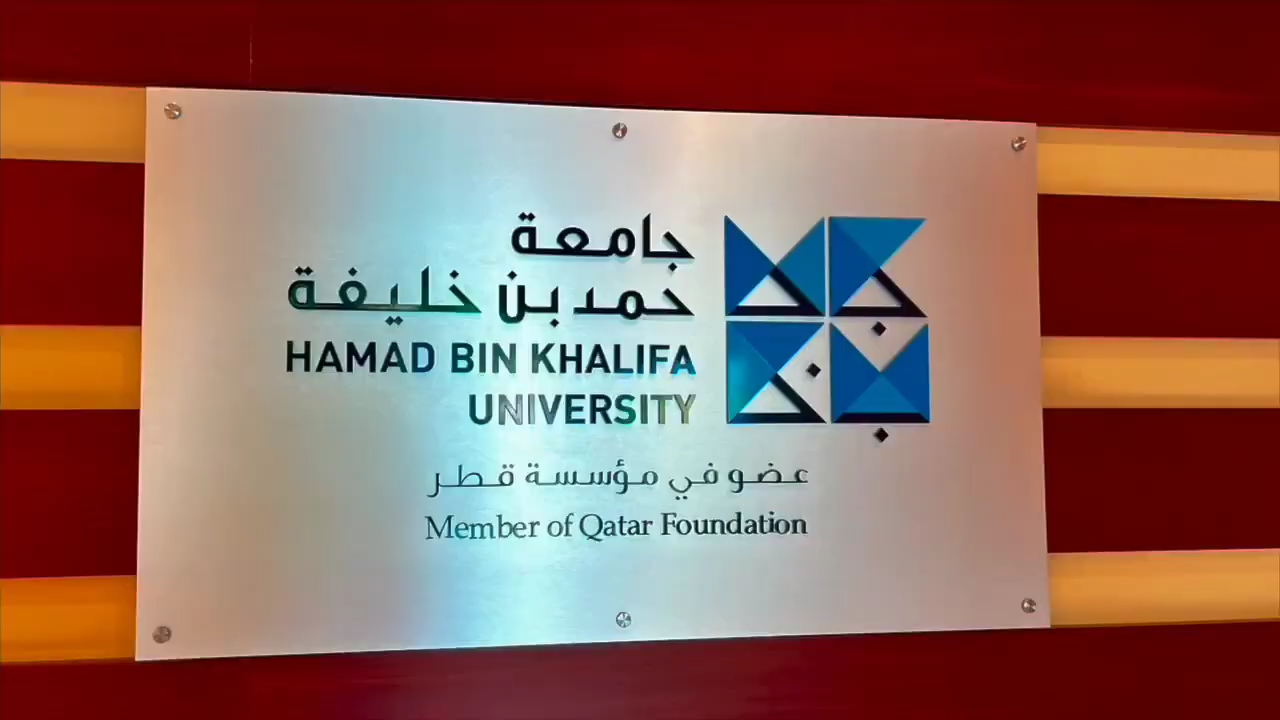 جامعة
حمد بن خليفة
HAMAD BIN KHALIFA
UNIVERSITY
عضو في مؤسسة قطر
Member of Qatar Foundation